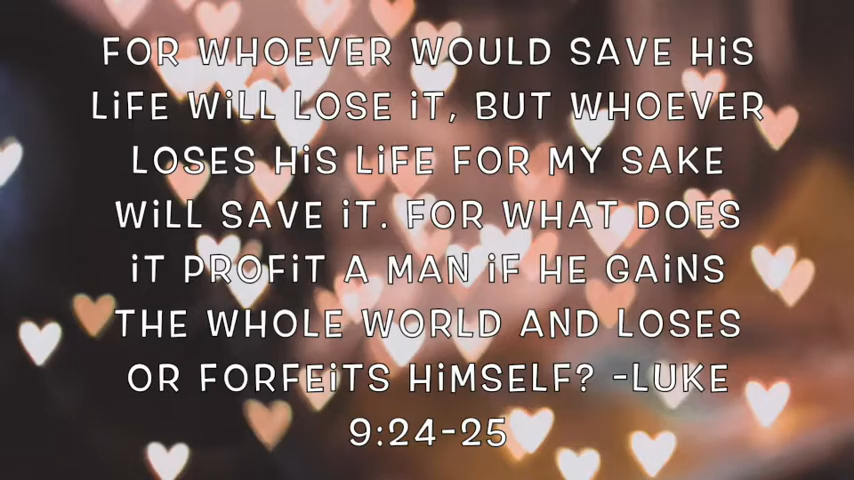 FOR WHOEVER WOULD SAVE HiS
LiFE WiLL LOSE iT, BUT WHOEVER
LOSES HiS LiFE FOR MY SAKE
WiLL SAVE iT. FOR WHAT DOES
iT PROFiT A MAN iF HE GAiNS
THE WHOLE WORLD AND LOSES
OR FORFEiTS HiMSELF? -LUKE
9:24-25